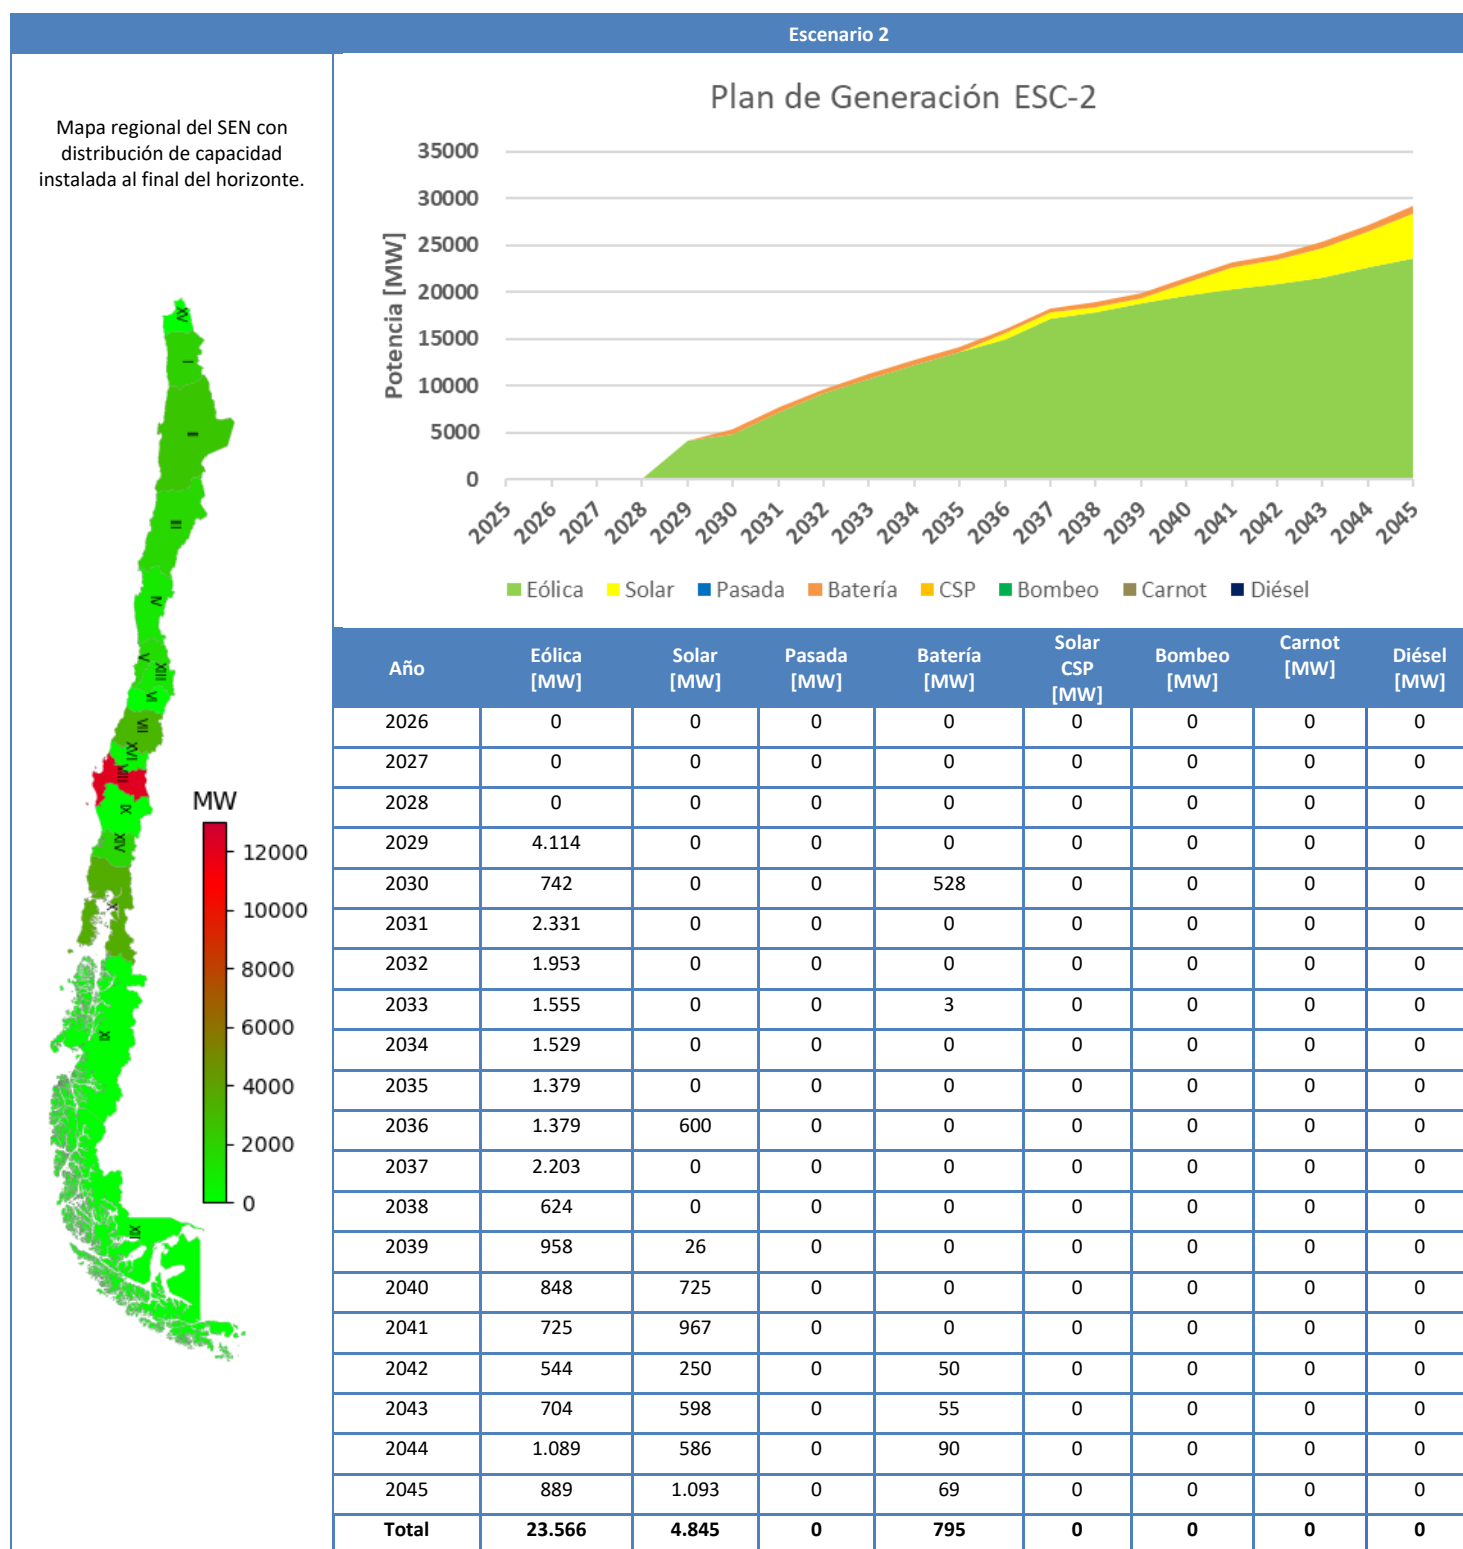 Escenario 2
Mapa regional del SEN con
distribución de capacidad
instalada al final del horizonte.
XV
I
II
III
IV
V
XIII
VI
VII
XVI
VIII
IX
XIV
X
XI
XII
MW
12000
10000
8000
6000
4000
2000
0
Plan de Generación ESC-2
Potencia [MW]
35000
30000
25000
20000
15000
10000
5000
0
2025 2026 2027 2028 2029 2030 2031 2032 2033 2034 2035 2036 2037 2038 2039 2040 2041 2042 2043 2044 2045
Eólica Solar Pasada Batería CSP Bombeo Carnot Diésel
Año Eólica [MW] Solar [MW] Pasada [MW] Batería [MW] Solar CSP [MW] Bombeo [MW] Carnot [MW] Diésel [MW]
2026 0 0 0 0 0 0 0 0
2027 0 0 0 0 0 0 0 0
2028 0 0 0 0 0 0 0 0
2029 4.114 0 0 0 0 0 0 0
2030 742 0 0 528 0 0 0 0
2031 2.331 0 0 0 0 0 0 0
2032 1.953 0 0 0 0 0 0 0
2033 1.555 0 0 3 0 0 0 0
2034 1.529 0 0 0 0 0 0 0
2035 1.379 0 0 0 0 0 0 0
2036 1.379 600 0 0 0 0 0 0
2037 2.203 0 0 0 0 0 0 0
2038 624 0 0 0 0 0 0 0
2039 958 26 0 0 0 0 0 0
2040 848 725 0 0 0 0 0 0
2041 725 967 0 0 0 0 0 0
2042 544 250 0 50 0 0 0 0
2043 704 598 0 55 0 0 0 0
2044 1.089 586 0 90 0 0 0 0
2045 889 1.093 0 69 0 0 0 0
Total 23.566 4.845 0 795 0 0 0 0